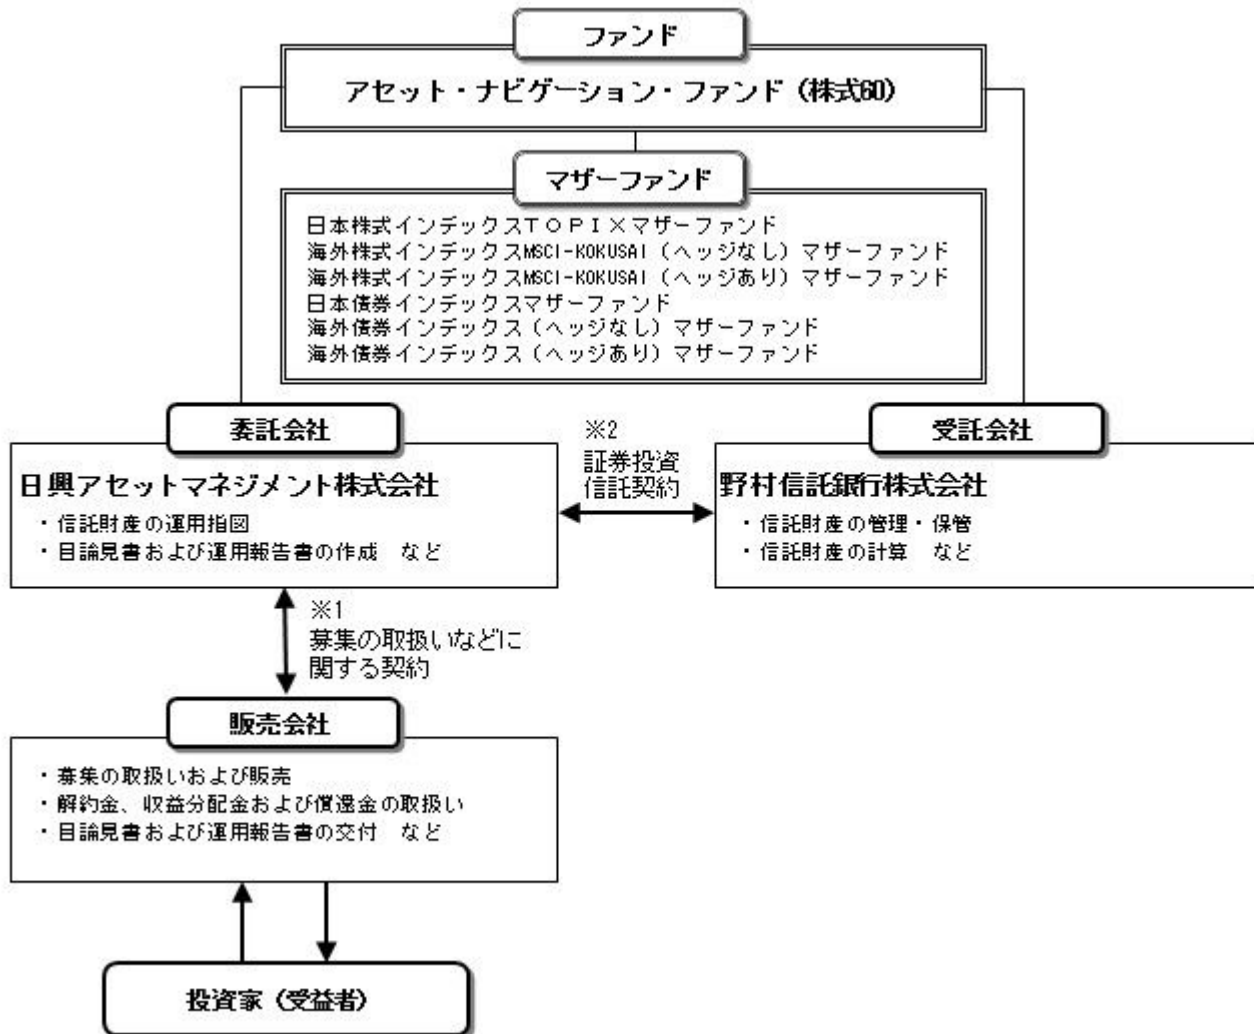 ファンド
アセット・ナビゲーション・ファンド（株式60）
マザーファンド
日本株式インデックスＴＯＰＩＸマザーファンド
海外株式インデックスMSCI-KOKUSAI（ヘッジなし）マザーファンド
海外株式インデックスMSCI-KOKUSAI（ヘッジあり）マザーファンド
日本債券インデックスマザーファンド
海外債券インデックス（ヘッジなし）マザーファンド
海外債券インデックス（ヘッジあり）マザーファンド
委託会社
日興アセットマネジメント株式会社
・信託財産の運用指図
・目論見書および運用報告書の作成　など
※2
証券投資
信託契約
受託会社
野村信託銀行株式会社
・信託財産の管理・保管
・信託財産の計算　など
※1
募集の取扱いなどに
関する契約
販売会社
・募集の取扱いおよび販売
・解約金、収益分配金および償還金の取扱い
・目論見書および運用報告書の交付　など
投資家（受益者）